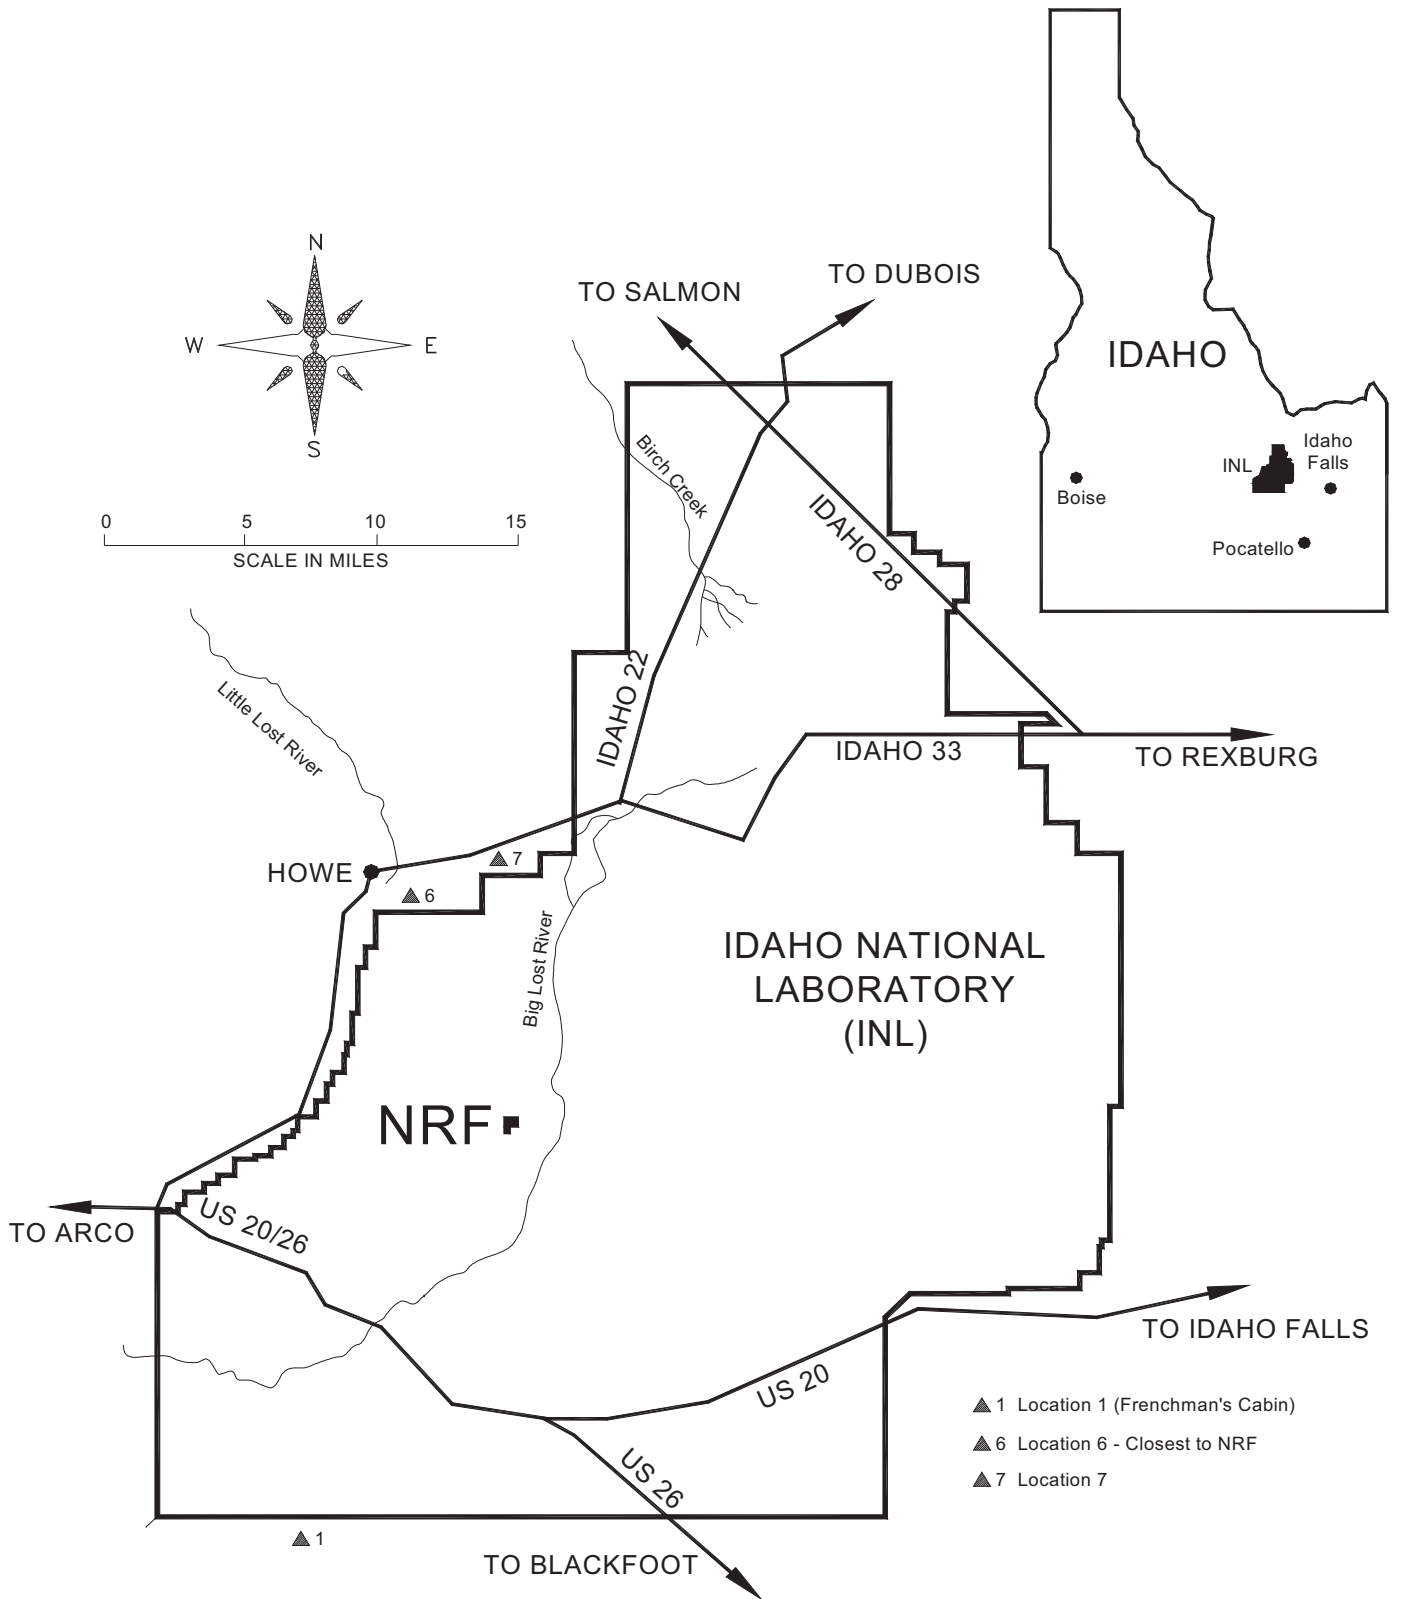 N
W
E
S
0 5 10 15
SCALE IN MILES
TO SALMON
TO DUBOIS
IDAHO
Boise
INL
Idaho
Falls
Pocatello
Birch Creek
IDAHO 28
IDAHO 22
Little Lost River
IDAHO 33
TO REXBURG
HOWE
7
6
Big Lost River
IDAHO NATIONAL
LABORATORY
(INL)
NRF
TO ARCO
US 20/26
TO IDAHO FALLS
US 20
US 26
1
TO BLACKFOOT
1 Location 1 (Frenchman's Cabin)
6 Location 6 - Closest to NRF
7 Location 7